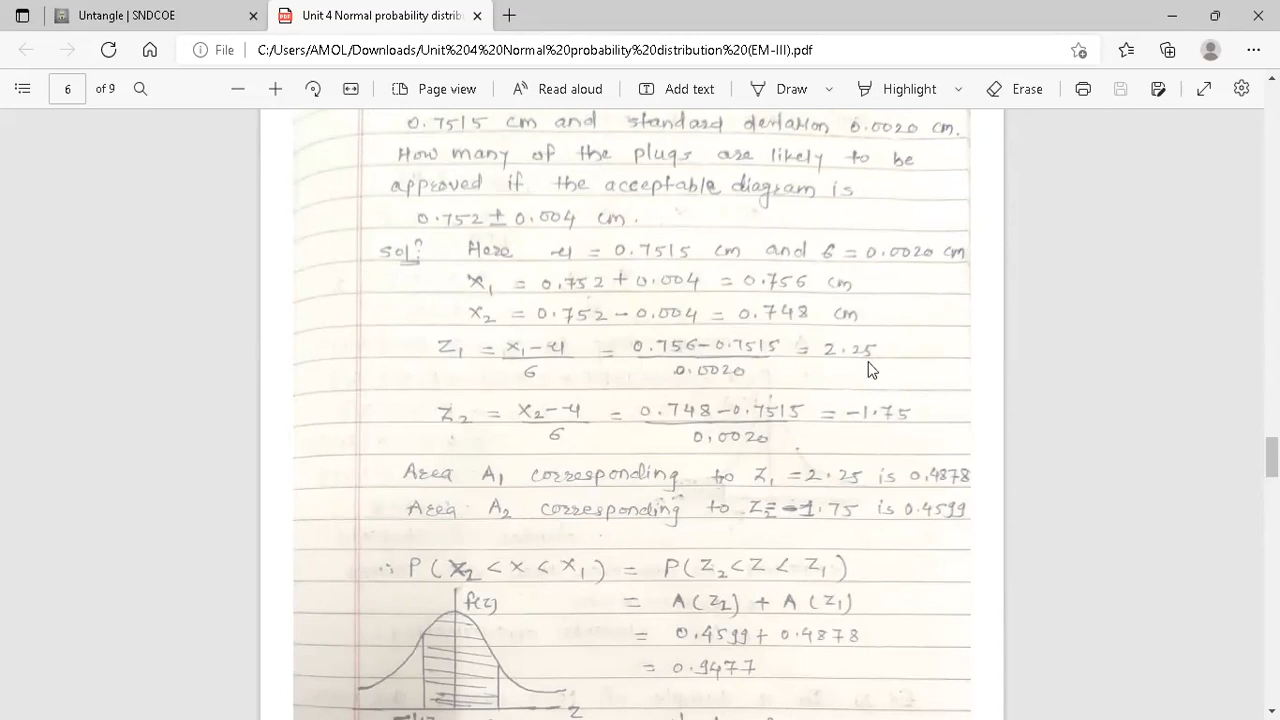 Untangle | SNDCOE
Unit 4 Normal probability distrib
File C:/Users/AMOL/Downloads/Unit%204%20Normal%20probability%20distribution%20(EM-III).pdf
6 of 9 Page view Read aloud Add text Draw Highlight Erase
0.7515 cm and standard deviation 0.0020 cm.
How many of the plugs are likely to be
approved if the acceptable diagram is
0.752 ± 0.004 cm.
Solⁿ Here μ = 0.7515 cm and σ = 0.0020 cm
x₁ = 0.752 + 0.004 = 0.756 cm
x₂ = 0.752 - 0.004 = 0.748 cm
Z₁ = x₁-μ = 0.756-0.7515 = 2.25
σ 0.0020
Z₂ = x₂-μ = 0.748-0.7515 = -1.75
σ 0.0020
Area A₁ corresponding to Z₁ = 2.25 is 0.4878
Area A₂ corresponding to Z₂ = -1.75 is 0.4599
∴ P(x₂ < x < x₁) = P(Z₂ < Z < Z₁)
f(z) = A(Z₂) + A(Z₁)
= 0.4599 + 0.4878
= 0.9477
Z